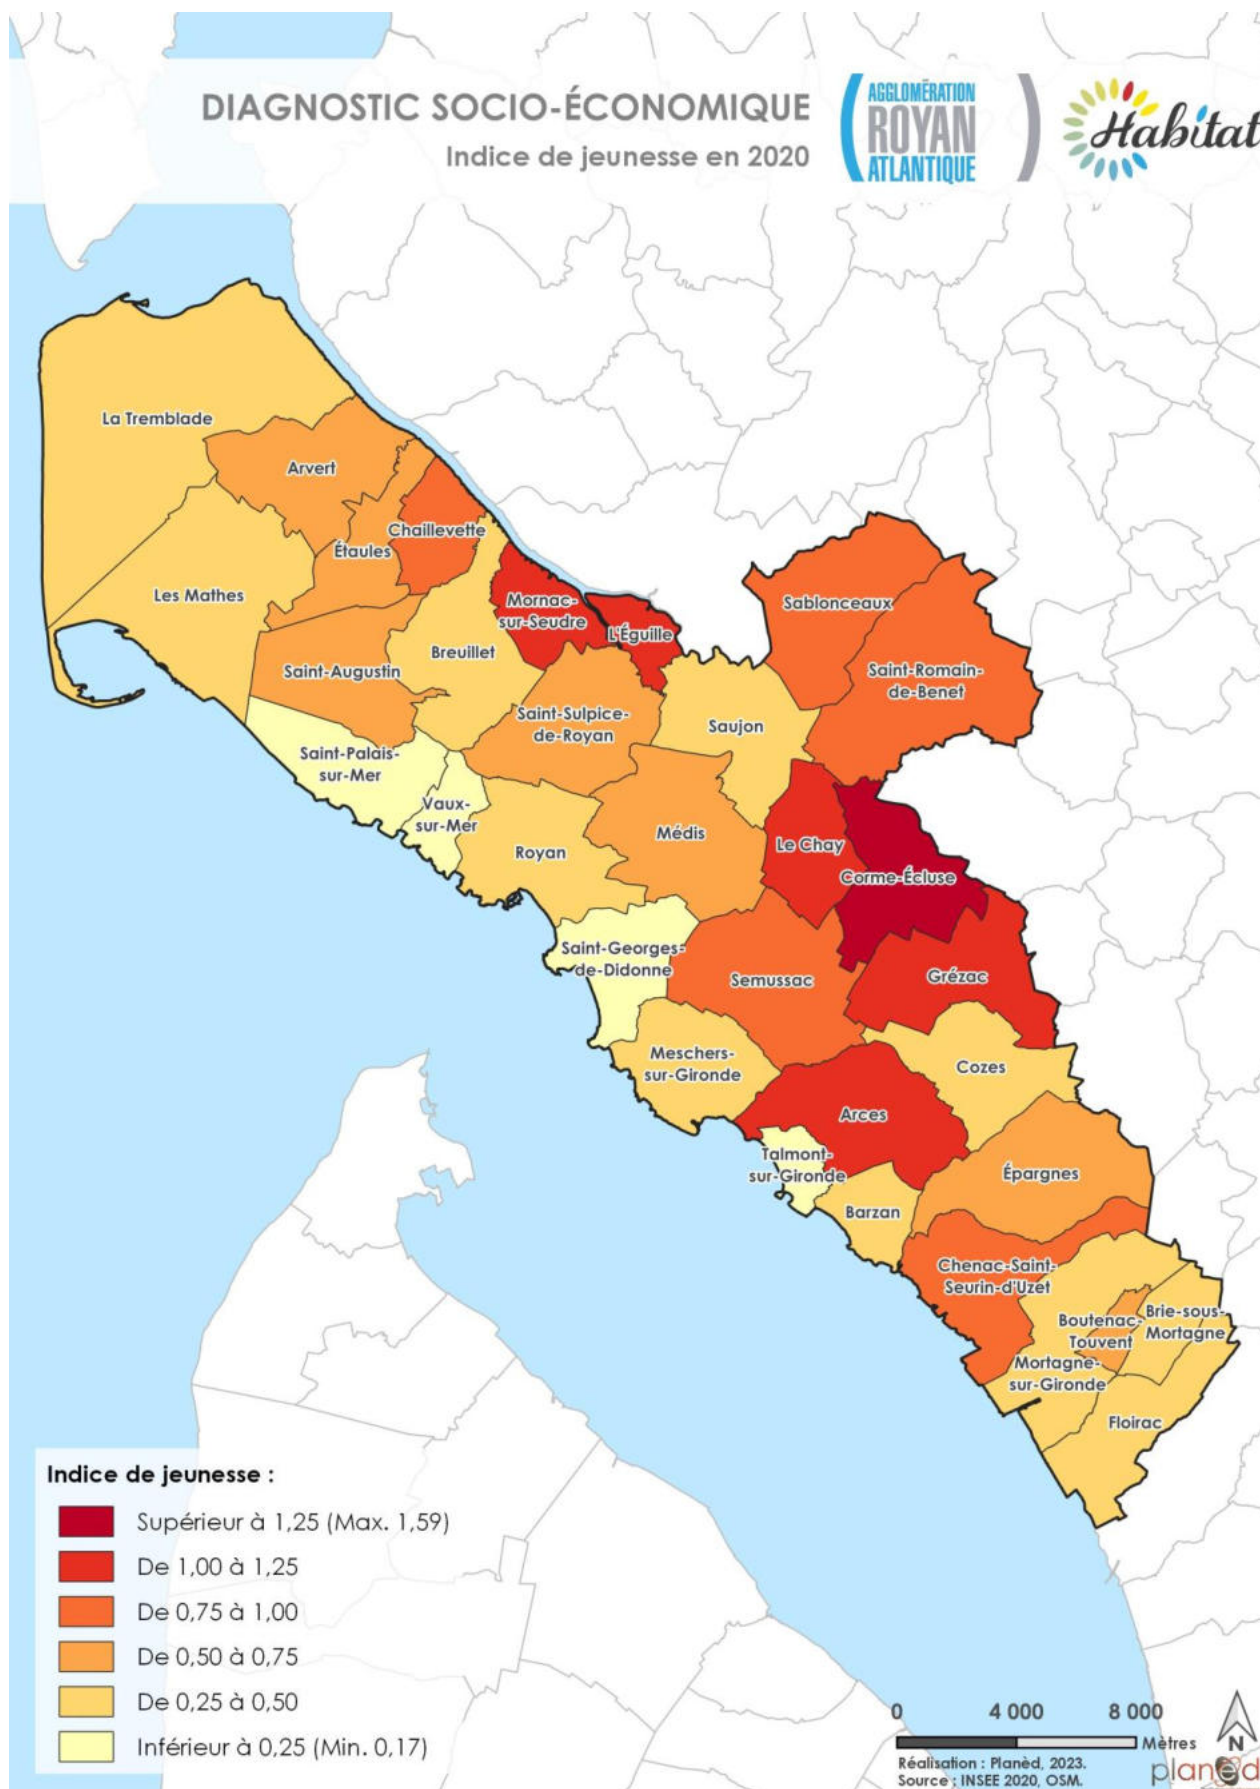 DIAGNOSTIC SOCIO-ÉCONOMIQUE
Indice de jeunesse en 2020
AGGLOMÉRATION
ROYAN
ATLANTIQUE
Habitat
La Tremblade
Arvert
Chaillevette
Étaules
Les Mathes
Mornac-
sur-Seudre
L'Éguille
Sablonceaux
Breuillet
Saint-Augustin
Saint-Romain-
de-Benet
Saint-Sulpice-
de-Royan
Saujon
Saint-Palais-
sur-Mer
Vaux-
sur-Mer
Royan
Médis
Le Chay
Corme-Écluse
Saint-Georges-
de-Didonne
Semussac
Grézac
Meschers-
sur-Gironde
Cozes
Arces
Talmont-
sur-Gironde
Épargnes
Barzan
Chenac-Saint-
Seurin-d'Uzet
Boutenac-
Touvent
Brie-sous-
Mortagne
Mortagne-
sur-Gironde
Floirac
Indice de jeunesse :
Supérieur à 1,25 (Max. 1,59)
De 1,00 à 1,25
De 0,75 à 1,00
De 0,50 à 0,75
De 0,25 à 0,50
Inférieur à 0,25 (Min. 0,17)
0 4 000 8 000
Mètres
N
Réalisation : Planèd, 2023.
Source : INSEE 2020, OSM.
planèd